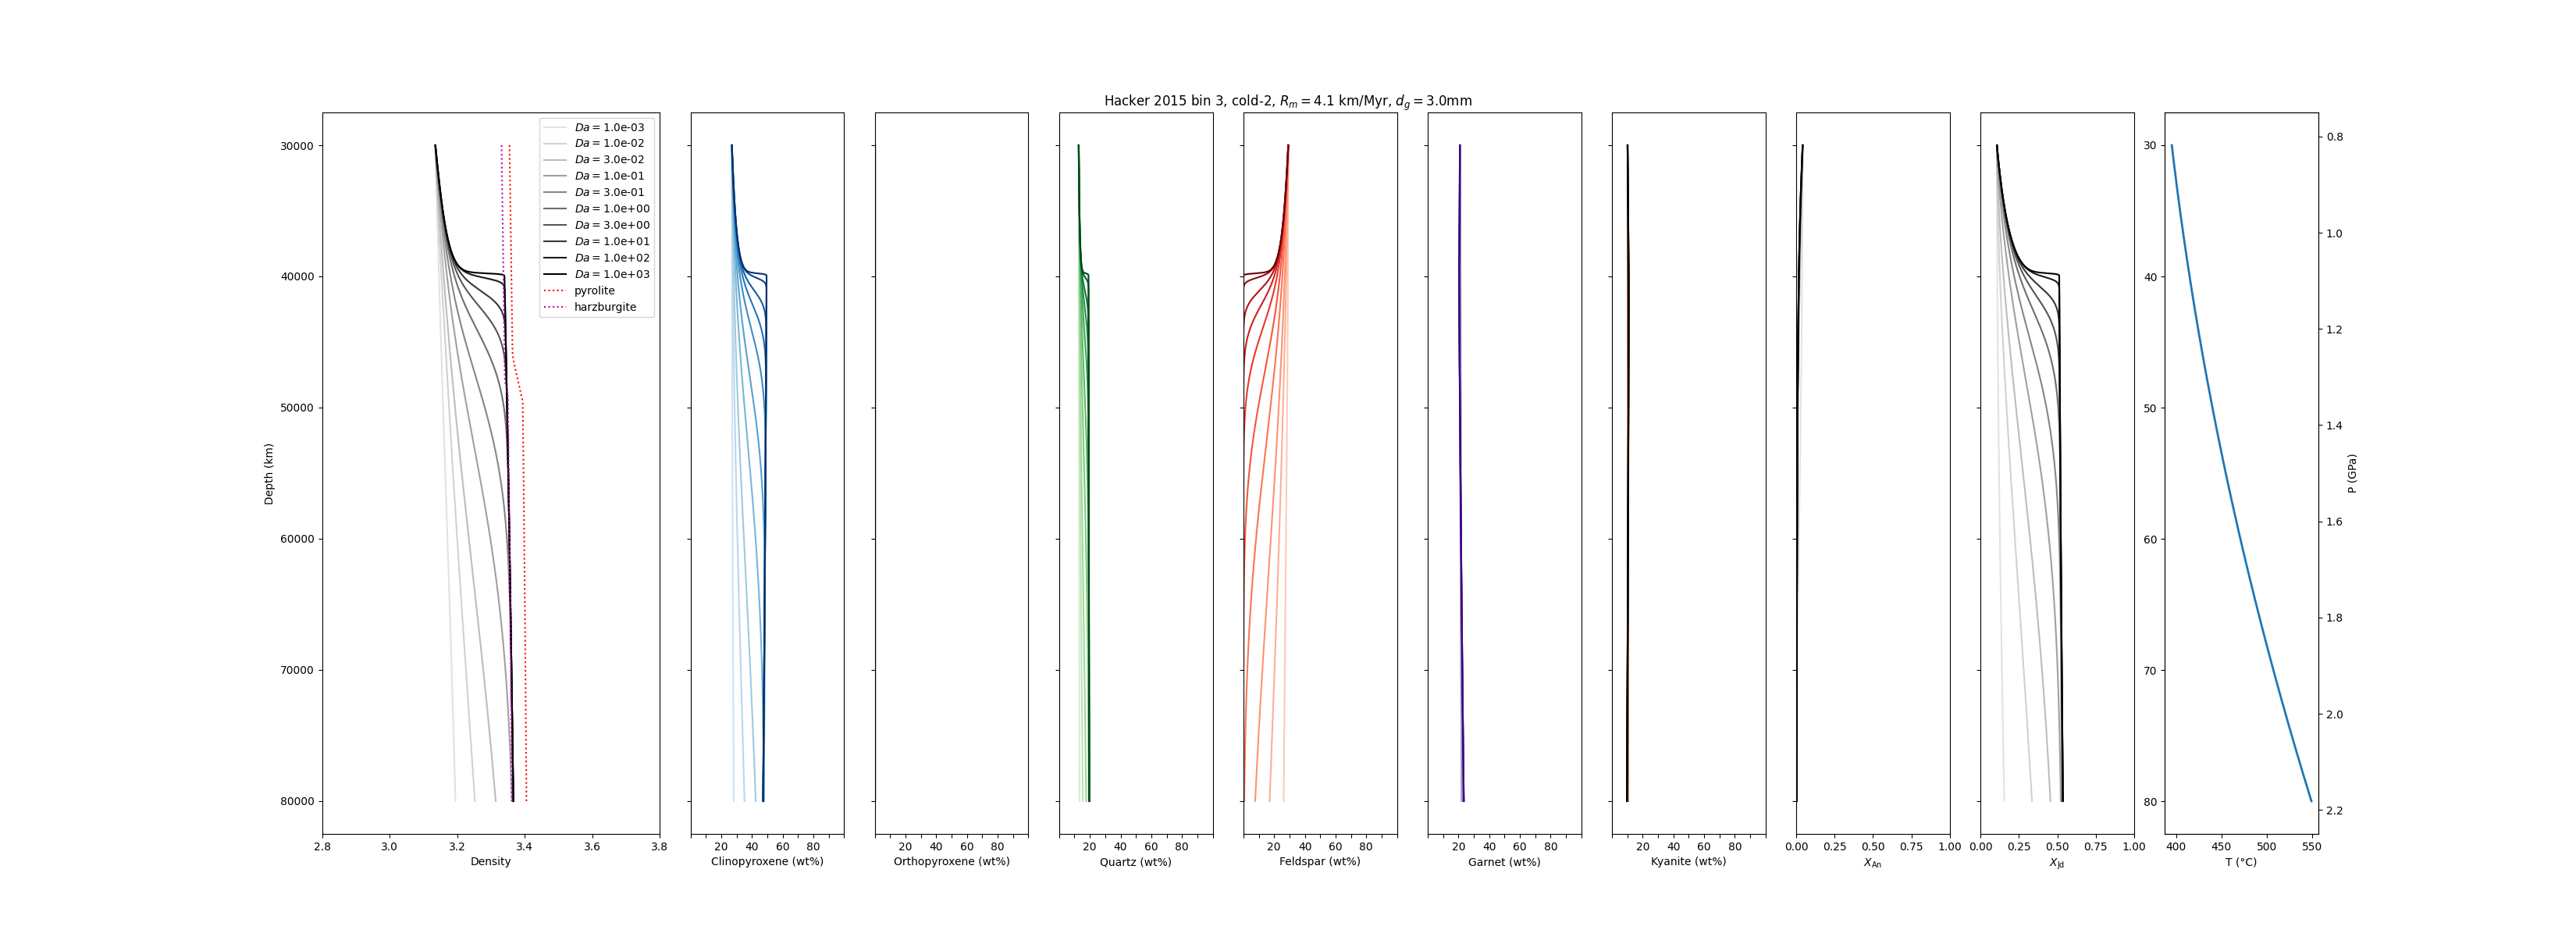 Hacker 2015 bin 3, cold-2, R_m = 4.1 km/Myr, d_g = 3.0mm
Da = 1.0e-03
Da = 1.0e-02
Da = 3.0e-02
Da = 1.0e-01
Da = 3.0e-01
Da = 1.0e+00
Da = 3.0e+00
Da = 1.0e+01
Da = 1.0e+02
Da = 1.0e+03
pyrolite
harzburgite
Depth (km)
30000
40000
50000
60000
70000
80000
2.8 3.0 3.2 3.4 3.6 3.8
Density
20 40 60 80
Clinopyroxene (wt%)
20 40 60 80
Orthopyroxene (wt%)
20 40 60 80
Quartz (wt%)
20 40 60 80
Feldspar (wt%)
20 40 60 80
Garnet (wt%)
20 40 60 80
Kyanite (wt%)
0.00 0.25 0.50 0.75 1.00
X_An
0.00 0.25 0.50 0.75 1.00
X_Jd
30
40
50
60
70
80
400 450 500 550
T (°C)
0.8
1.0
1.2
1.4
1.6
1.8
2.0
2.2
P (GPa)